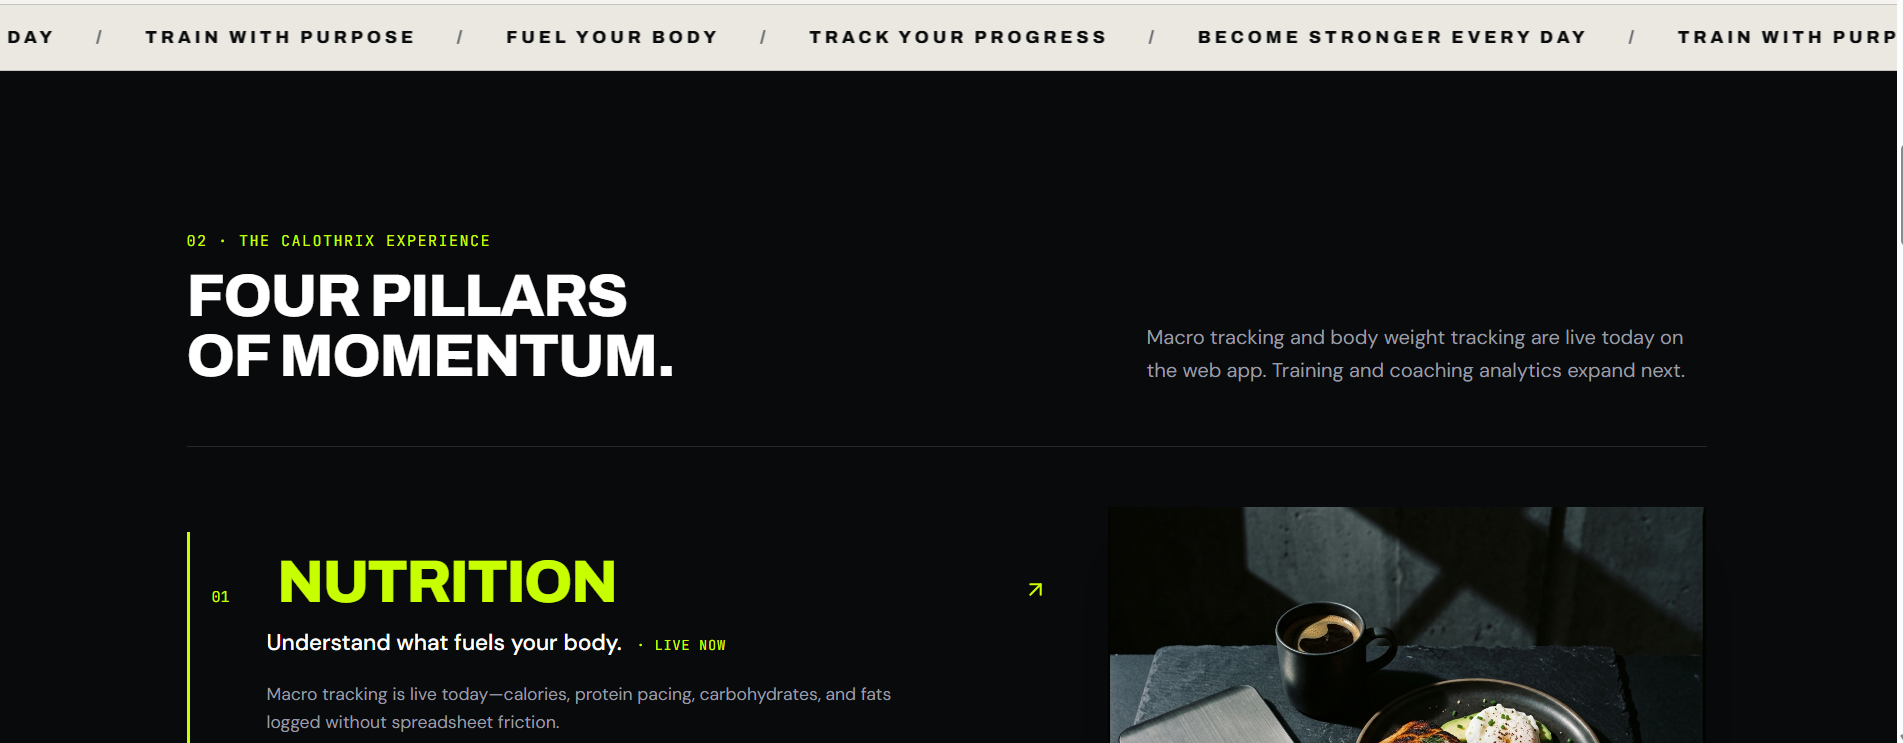 DAY / TRAIN WITH PURPOSE / FUEL YOUR BODY / TRACK YOUR PROGRESS / BECOME STRONGER EVERY DAY / TRAIN WITH PURP
02 · THE CALOTHRIX EXPERIENCE
FOUR PILLARS
OF MOMENTUM.
Macro tracking and body weight tracking are live today on
the web app. Training and coaching analytics expand next.
01 NUTRITION
Understand what fuels your body. · LIVE NOW
Macro tracking is live today—calories, protein pacing, carbohydrates, and fats
logged without spreadsheet friction.